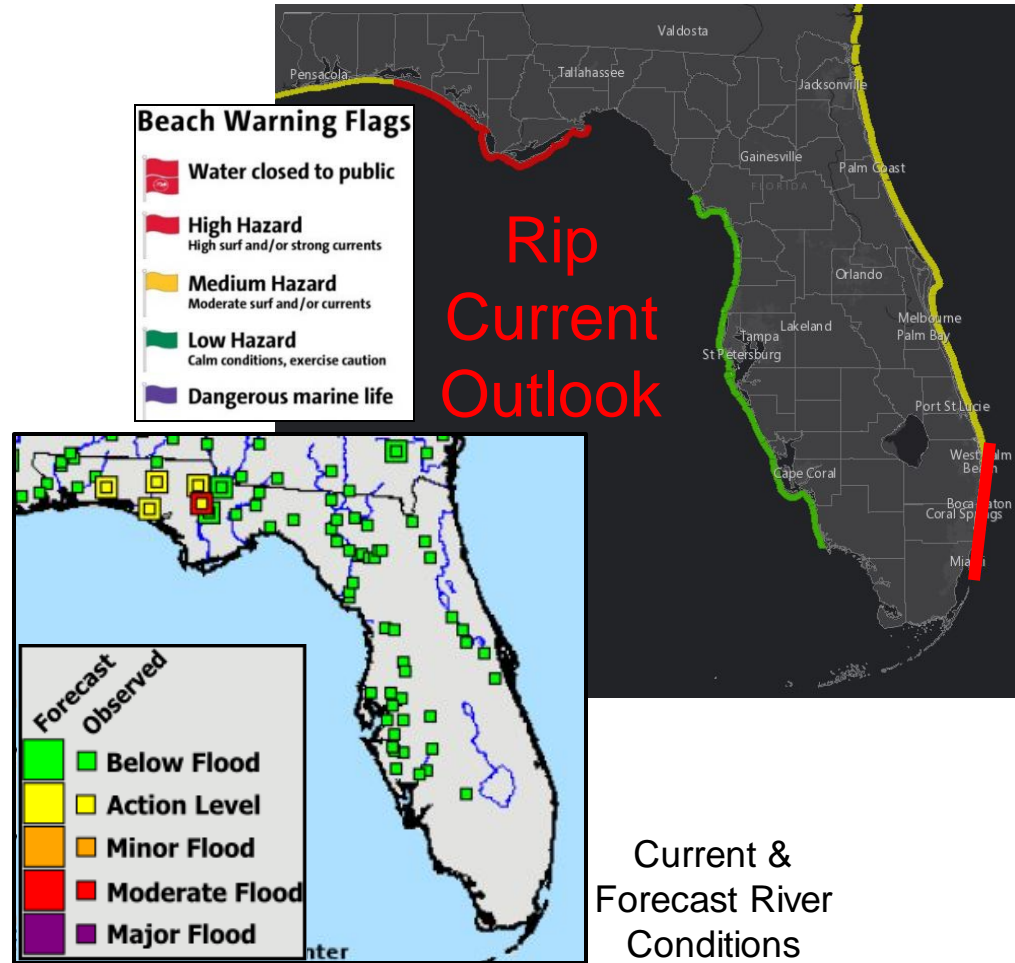 Valdosta
Pensacola
Tallahassee
Jacksonville
Beach Warning Flags
Water closed to public
High Hazard
High surf and/or strong currents
Medium Hazard
Moderate surf and/or currents
Low Hazard
Calm conditions, exercise caution
Dangerous marine life
Gainesville
Palm Coast
FLORIDA
Rip
Current
Outlook
Orlando
Melbourne
Palm Bay
Lakeland
Tampa
St Petersburg
Port St Lucie
West Palm
Beach
Cape Coral
Boca Raton
Coral Springs
Miami
Forecast
Observed
Below Flood
Action Level
Minor Flood
Moderate Flood
Major Flood
nter
Current &
Forecast River
Conditions